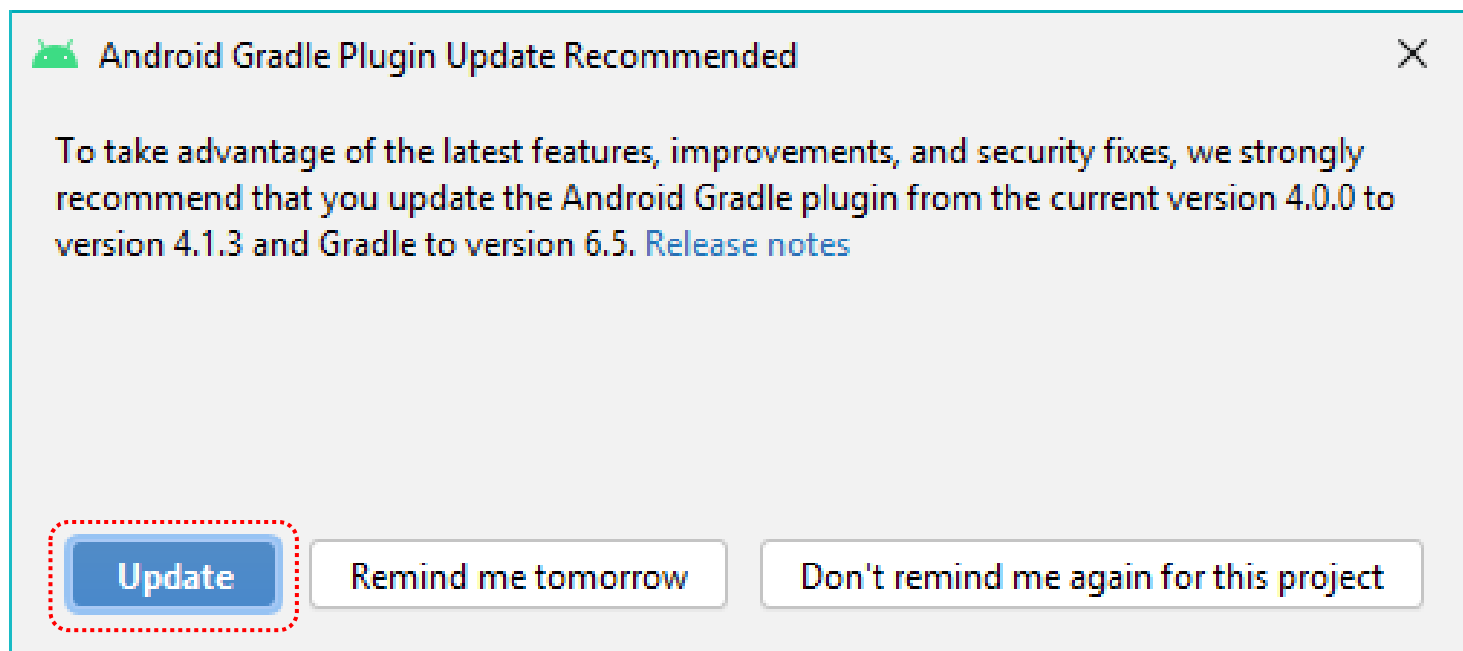 Android Gradle Plugin Update Recommended
To take advantage of the latest features, improvements, and security fixes, we strongly
recommend that you update the Android Gradle plugin from the current version 4.0.0 to
version 4.1.3 and Gradle to version 6.5. Release notes
Update Remind me tomorrow Don't remind me again for this project